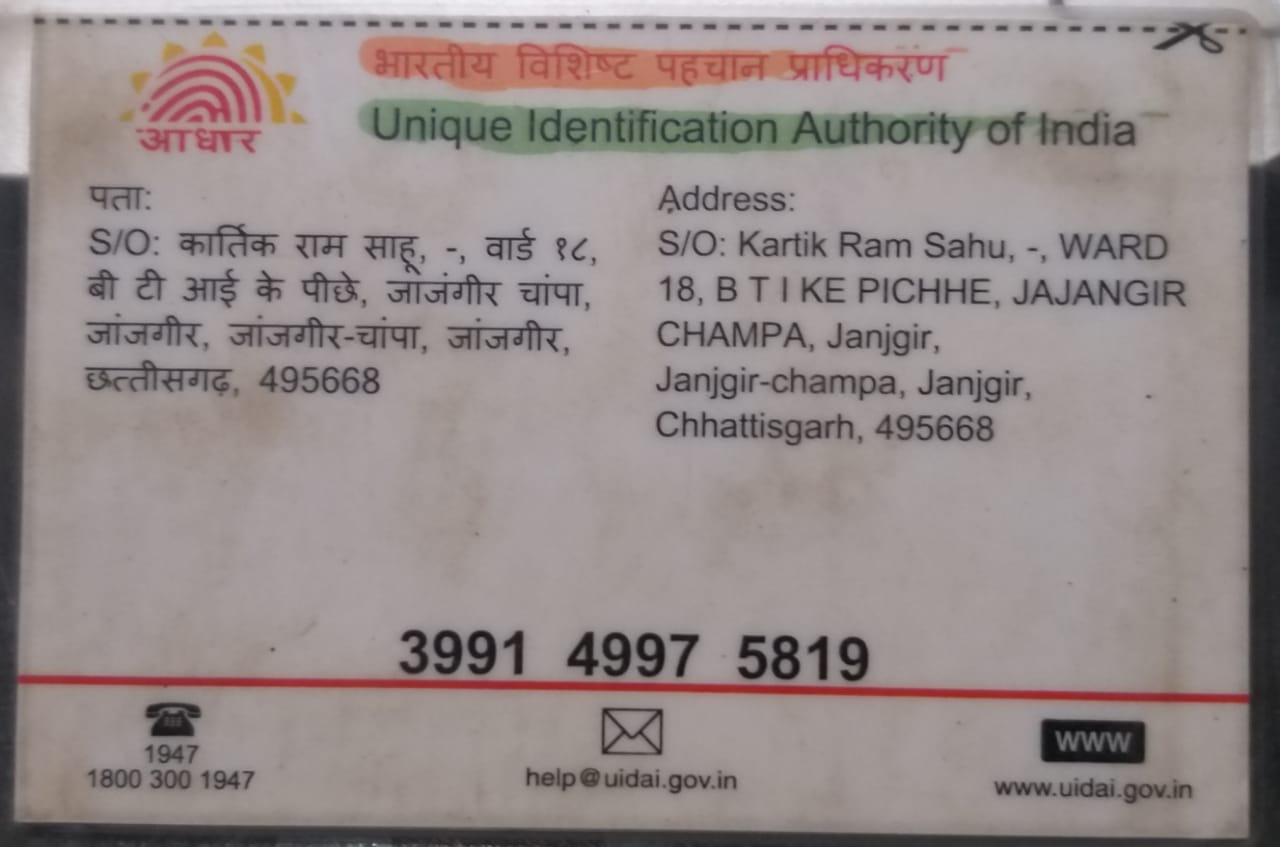 भारतीय विशिष्ट पहचान प्राधिकरण
आधार
Unique Identification Authority of India
पता:
S/O: कार्तिक राम साहू, -, वार्ड १८,
बी टी आई के पीछे, जाजंगीर चांपा,
जांजगीर, जांजगीर-चांपा, जांजगीर,
छत्तीसगढ़, 495668
Address:
S/O: Kartik Ram Sahu, -, WARD
18, B T I KE PICHHE, JAJANGIR
CHAMPA, Janjgir,
Janjgir-champa, Janjgir,
Chhattisgarh, 495668
3991 4997 5819
1947
1800 300 1947
help@uidai.gov.in
www
www.uidai.gov.in